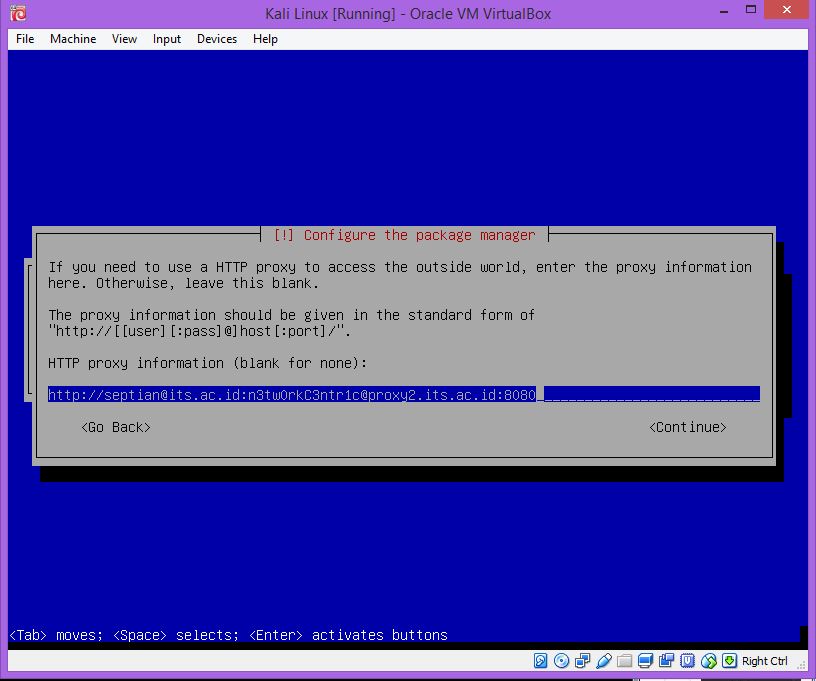 Kali Linux [Running] - Oracle VM VirtualBox
File Machine View Input Devices Help
[!] Configure the package manager
If you need to use a HTTP proxy to access the outside world, enter the proxy information
here. Otherwise, leave this blank.
The proxy information should be given in the standard form of
"http://[[user][:pass]@]host[:port]/".
HTTP proxy information (blank for none):
http://septian@its.ac.id:n3tw0rkC3ntr1c@proxy2.its.ac.id:8080
<Go Back> <Continue>
<Tab> moves; <Space> selects; <Enter> activates buttons
Right Ctrl